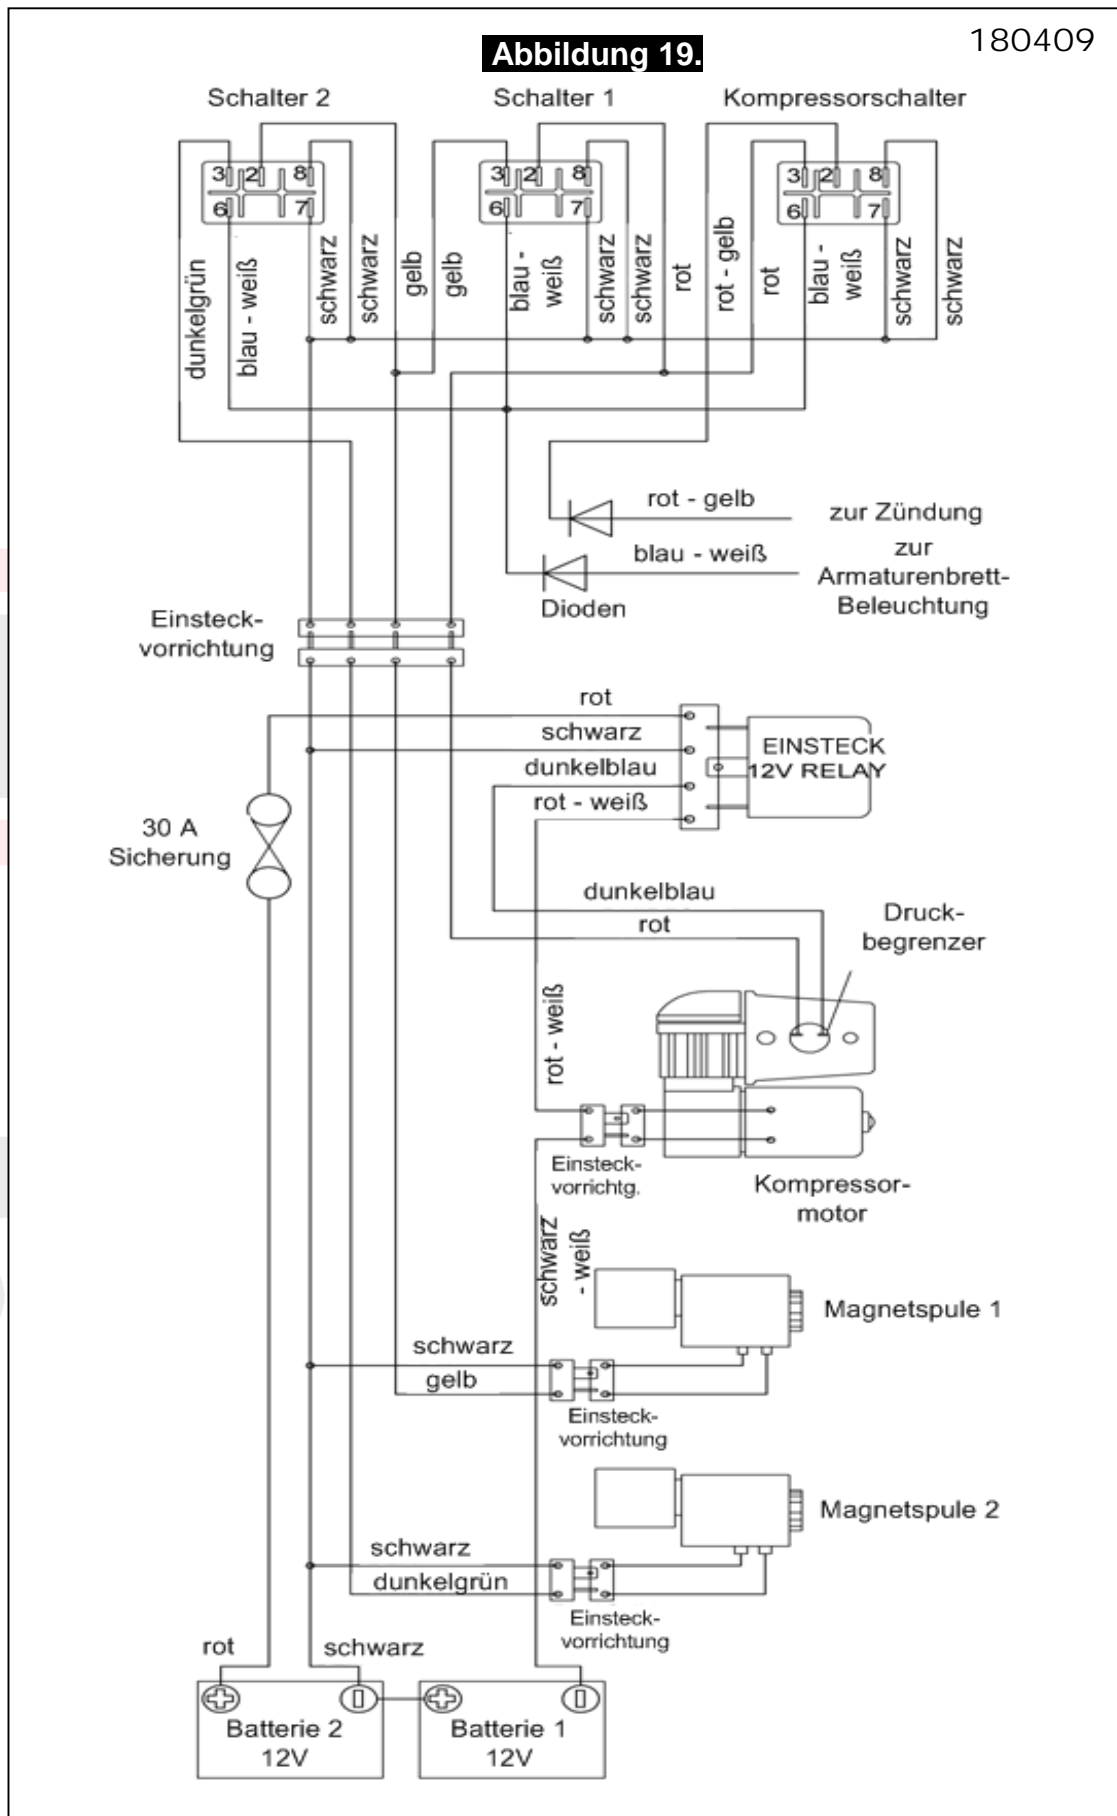 180409
Abbildung 19.
Schalter 2
Schalter 1
Kompressorschalter
3 2 8
6 7
3 2 8
6 7
3 2 8
6 7
dunkelgrün
blau - weiß
schwarz
schwarz
gelb
gelb
blau -
weiß
schwarz
schwarz
rot
rot - gelb
rot
blau -
weiß
schwarz
schwarz
rot - gelb
zur Zündung
blau - weiß
zur
Armaturenbrett-
Beleuchtung
Dioden
Einsteck-
vorrichtung
rot
schwarz
dunkelblau
rot - weiß
EINSTECK
12V RELAY
30 A
Sicherung
dunkelblau
rot
Druck-
begrenzer
rot - weiß
Einsteck-
vorrichtg.
Kompressor-
motor
schwarz
- weiß
Magnetspule 1
schwarz
gelb
Einsteck-
vorrichtung
Magnetspule 2
schwarz
dunkelgrün
Einsteck-
vorrichtung
rot
schwarz
Batterie 2
12V
Batterie 1
12V